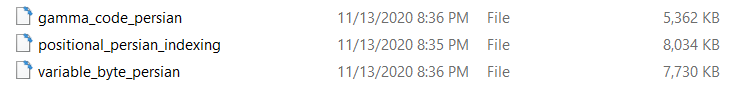 gamma_code_persian 11/13/2020 8:36 PM File 5,362 KB
positional_persian_indexing 11/13/2020 8:35 PM File 8,034 KB
variable_byte_persian 11/13/2020 8:36 PM File 7,730 KB